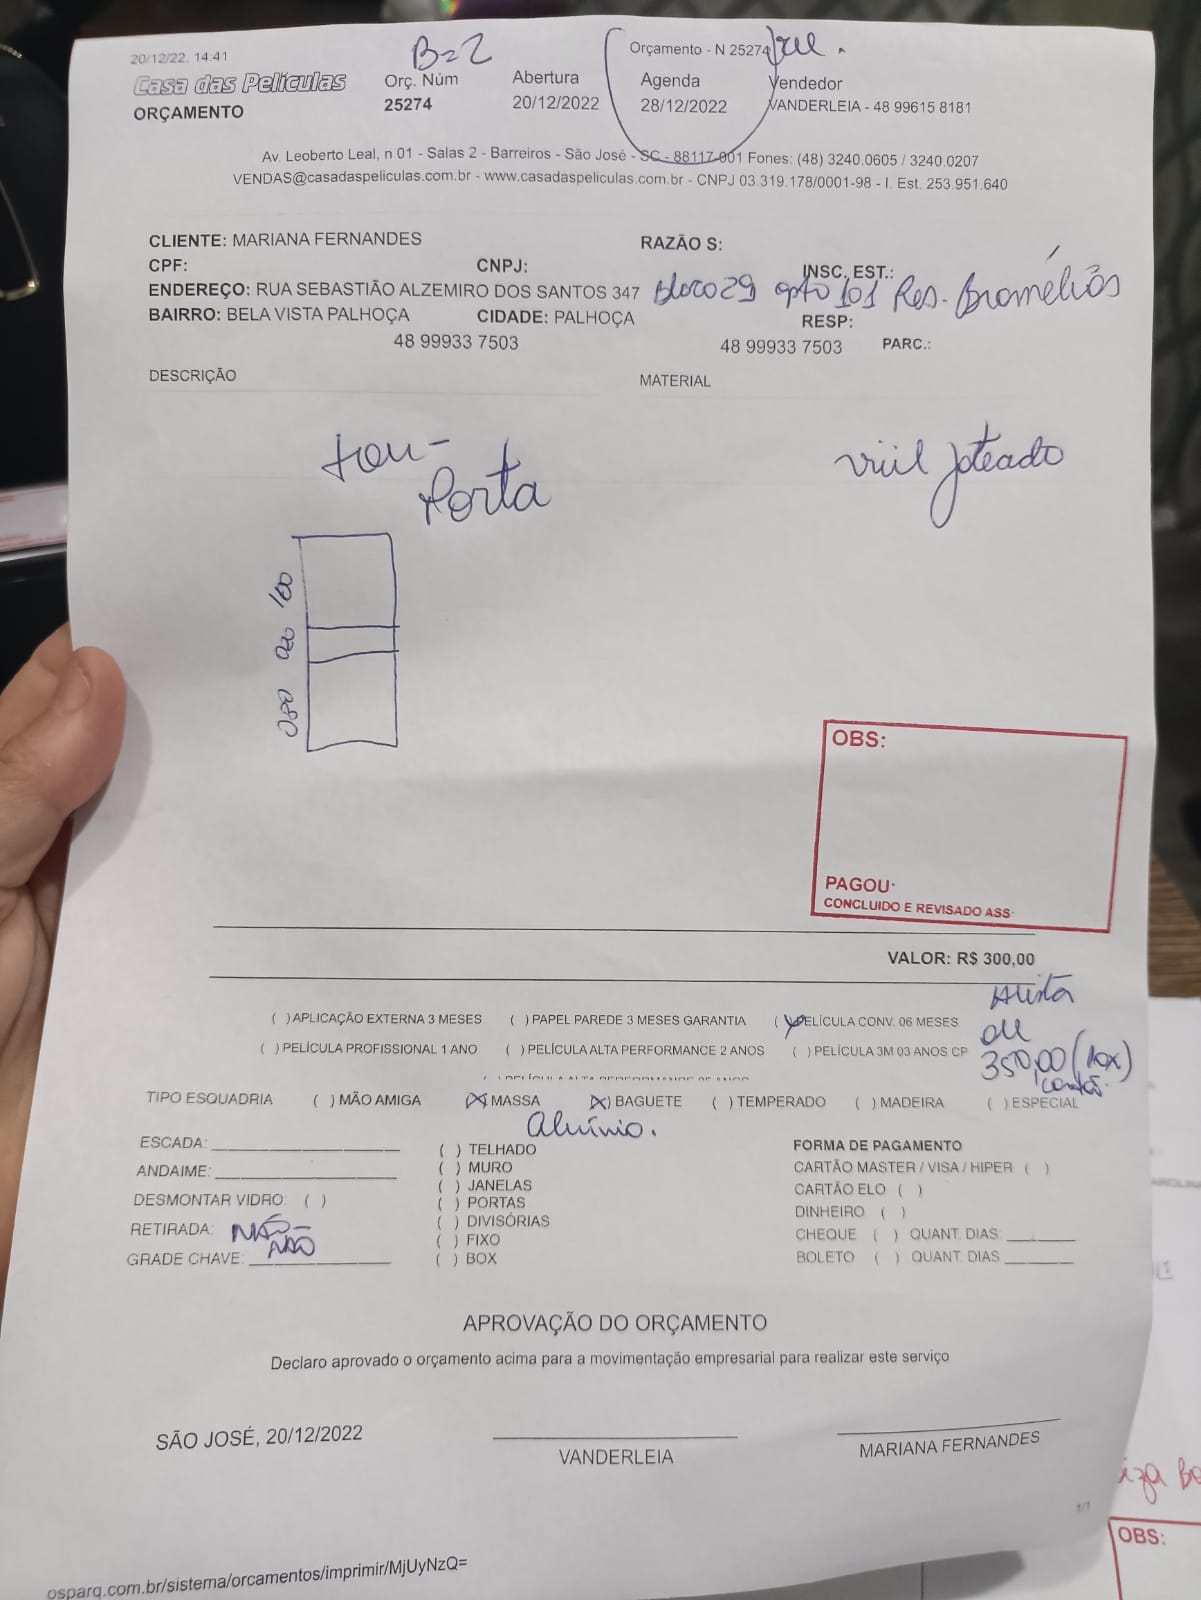 20/12/22, 14:41
B=2
Orçamento - N 25274
Casa das Películas
ORÇAMENTO
Orç. Núm
25274
Abertura
20/12/2022
Agenda
28/12/2022
Vendedor
VANDERLEIA - 48 99615 8181
Av. Leoberto Leal, n 01 - Salas 2 - Barreiros - São José - SC - 88117-001 Fones: (48) 3240.0605 / 3240.0207
VENDAS@casadaspeliculas.com.br - www.casadaspeliculas.com.br - CNPJ 03.319.178/0001-98 - I. Est. 253.951.640
CLIENTE: MARIANA FERNANDES RAZÃO S:
CPF: CNPJ: INSC. EST.:
ENDEREÇO: RUA SEBASTIÃO ALZEMIRO DOS SANTOS 347 Bloco 29 apto 101 Res. Bromélias
BAIRRO: BELA VISTA PALHOÇA CIDADE: PALHOÇA RESP:
48 99933 7503 48 99933 7503 PARC.:
DESCRIÇÃO MATERIAL
Porta
Jateado
100
020
080
OBS:
PAGOU:
CONCLUIDO E REVISADO ASS:
VALOR: R$ 300,00
( ) APLICAÇÃO EXTERNA 3 MESES ( ) PAPEL PAREDE 3 MESES GARANTIA ( ) PELÍCULA CONV. 06 MESES
Avista
ou
( ) PELÍCULA PROFISSIONAL 1 ANO ( ) PELÍCULA ALTA PERFORMANCE 2 ANOS ( ) PELÍCULA 3M 03 ANOS CP
350,00 (10x)
cartão
TIPO ESQUADRIA ( ) MÃO AMIGA (X) MASSA (X) BAGUETE ( ) TEMPERADO ( ) MADEIRA ( ) ESPECIAL
Alumínio.
ESCADA:
ANDAIME:
DESMONTAR VIDRO: ( )
RETIRADA: NÃO
GRADE CHAVE: NÃO
( ) TELHADO
( ) MURO
( ) JANELAS
( ) PORTAS
( ) DIVISÓRIAS
( ) FIXO
( ) BOX
FORMA DE PAGAMENTO
CARTÃO MASTER / VISA / HIPER ( )
CARTÃO ELO ( )
DINHEIRO ( )
CHEQUE ( ) QUANT. DIAS:
BOLETO ( ) QUANT. DIAS
APROVAÇÃO DO ORÇAMENTO
Declaro aprovado o orçamento acima para a movimentação empresarial para realizar este serviço
SÃO JOSÉ, 20/12/2022
VANDERLEIA
MARIANA FERNANDES
1/1
OBS:
osparq.com.br/sistema/orcamentos/imprimir/MjUyNzQ=